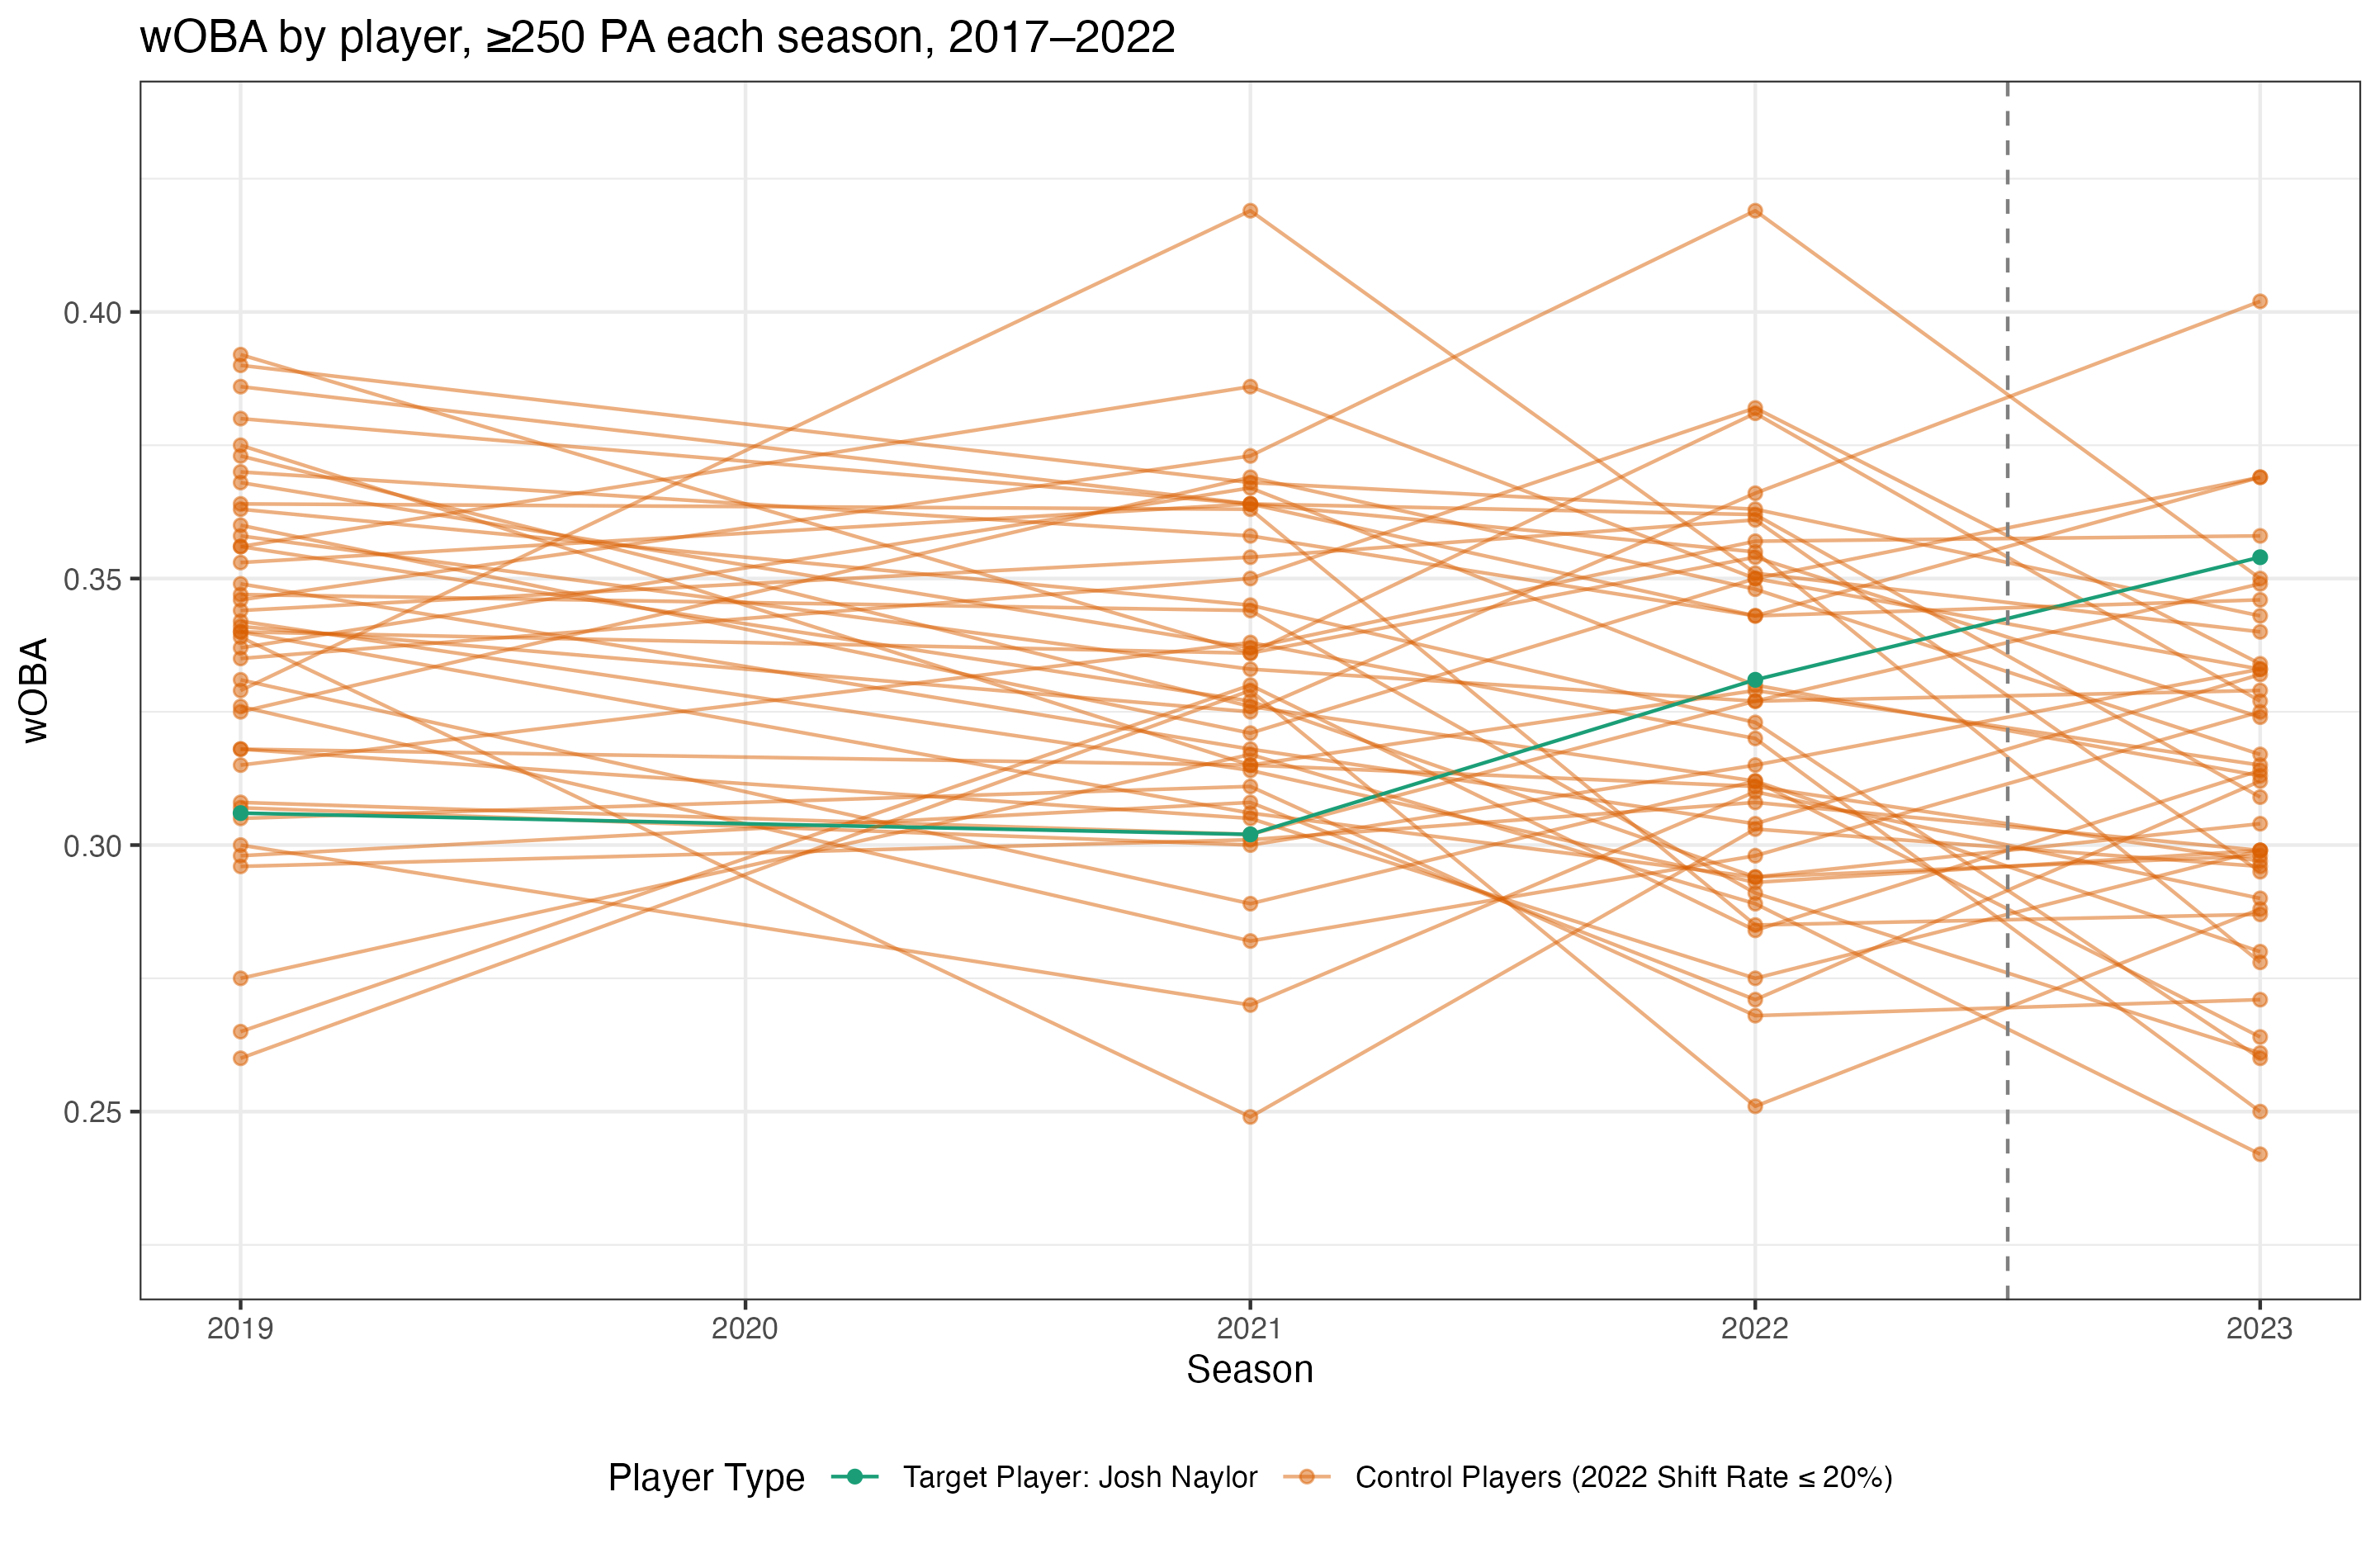 wOBA by player, ≥250 PA each season, 2017–2022
wOBA
0.40
0.35
0.30
0.25
2019 2020 2021 2022 2023
Season
Player Type Target Player: Josh Naylor Control Players (2022 Shift Rate ≤ 20%)